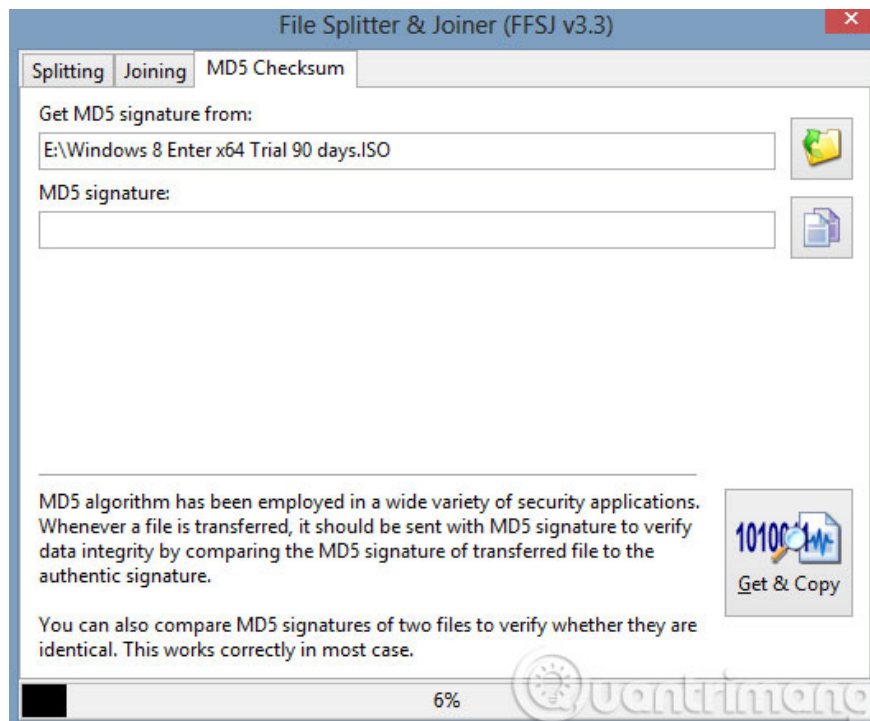 File Splitter & Joiner (FFSJ v3.3)
Splitting Joining MD5 Checksum
Get MD5 signature from:
E:\Windows 8 Enter x64 Trial 90 days.ISO
MD5 signature:
MD5 algorithm has been employed in a wide variety of security applications.
Whenever a file is transferred, it should be sent with MD5 signature to verify
data integrity by comparing the MD5 signature of transferred file to the
authentic signature.
Get & Copy
You can also compare MD5 signatures of two files to verify whether they are
identical. This works correctly in most case.
6%
Quantrimang